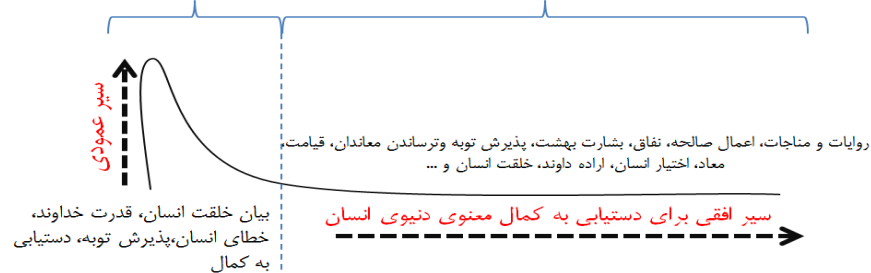 سیر عمودی
روایات و مناجات، اعمال صالحه، نفاق، بشارت بهشت، پذیرش توبه وترساندن معاندان، قیامت،
معاد، اختیار انسان، اراده داوند، خلقت انسان و ...
بیان خلقت انسان، قدرت خداوند،
خطای انسان،پذیرش توبه، دستیابی
به کمال
سیر افقی برای دستیابی به کمال معنوی دنیوی انسان